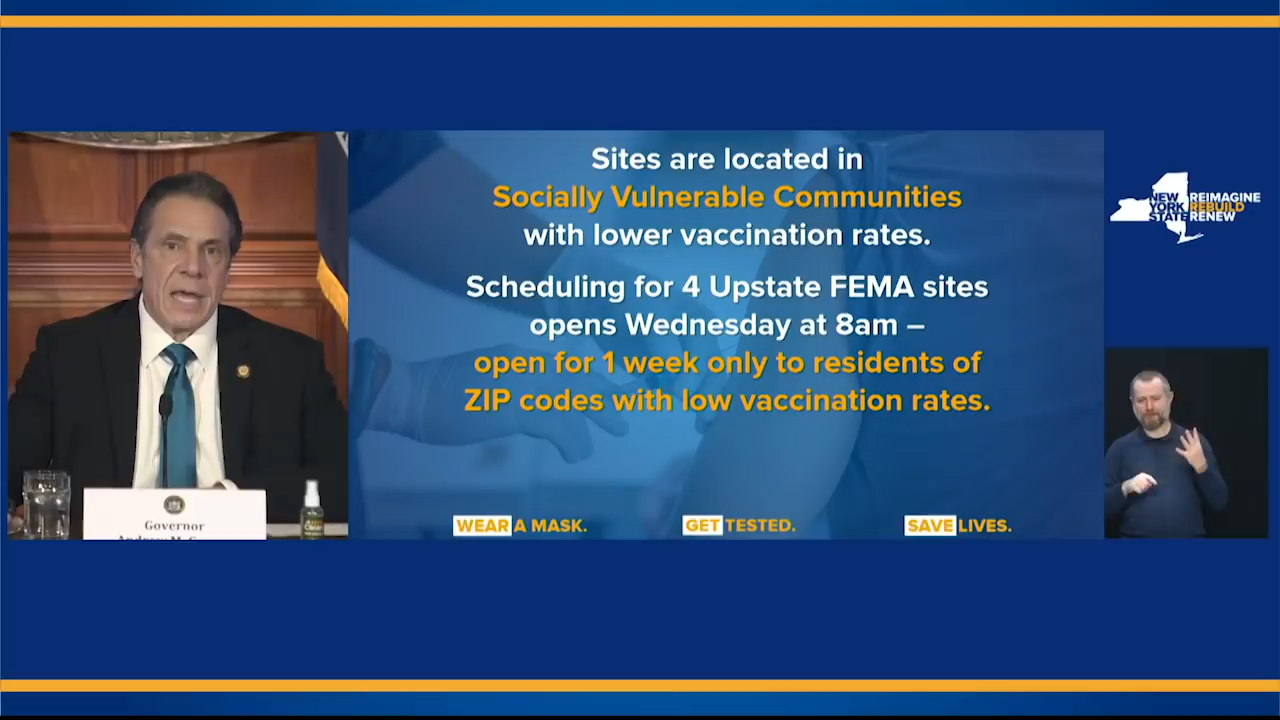 Sites are located in
Socially Vulnerable Communities
with lower vaccination rates.
Scheduling for 4 Upstate FEMA sites
opens Wednesday at 8am –
open for 1 week only to residents of
ZIP codes with low vaccination rates.
WEAR A MASK.
GET TESTED.
SAVE LIVES.
NEW
YORK
STATE
REIMAGINE
REBUILD
RENEW
Governor